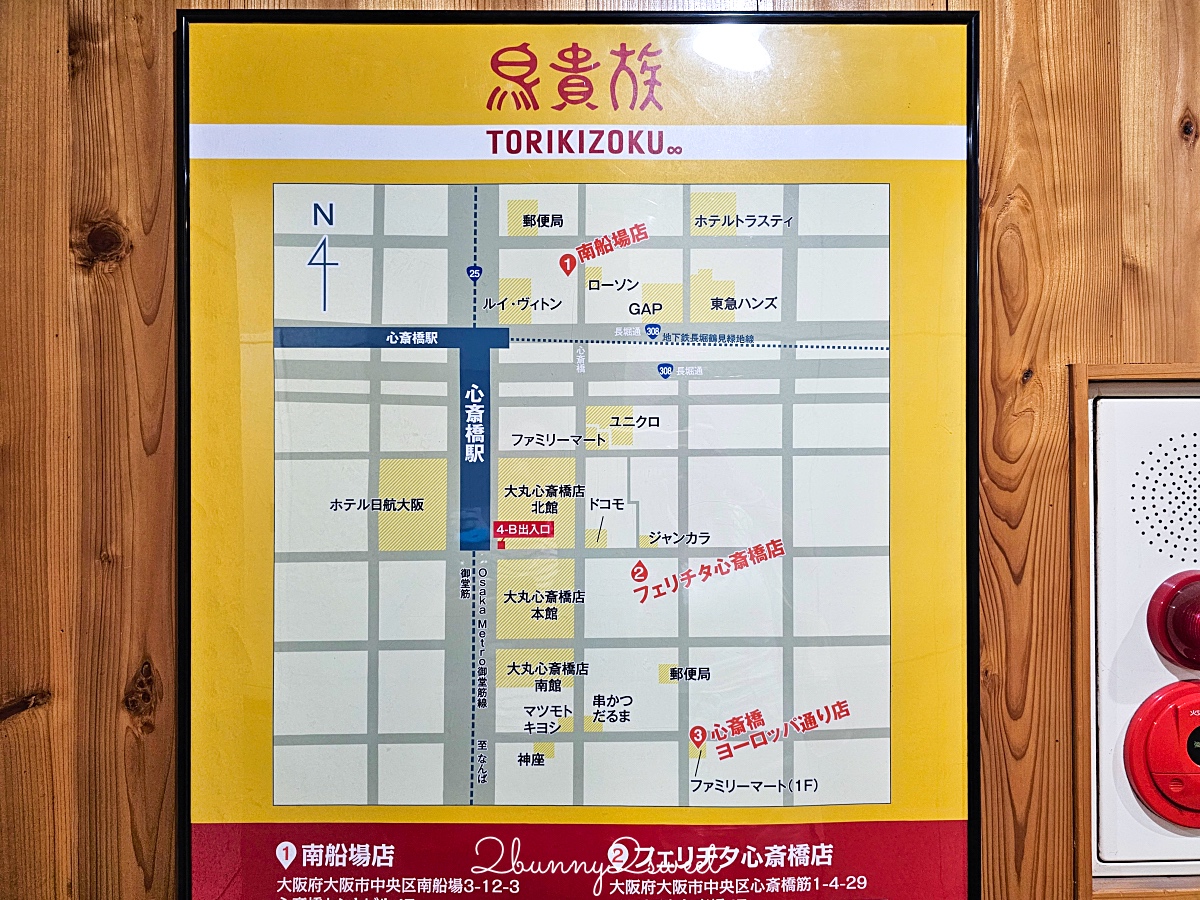 鳥貴族
TORIKIZOKU∞
N
郵便局
ホテルトラスティ
1 南船場店
25
ローソン
ルイ・ヴィトン
GAP
東急ハンズ
心斎橋駅
長堀通 308 地下鉄長堀鶴見緑地線
心斎橋
308 長堀通
心斎橋駅
ユニクロ
ファミリーマート
ホテル日航大阪
大丸心斎橋店
北館
ドコモ
4-B出入口
ジャンカラ
2
フェリチタ心斎橋店
御堂筋
Osaka Metro御堂筋線
大丸心斎橋店
本館
大丸心斎橋店
南館
郵便局
マツモト
キヨシ
串かつ
だるま
3 心斎橋
ヨーロッパ通り店
至 なんば
神座
ファミリーマート(1F)
1 南船場店
大阪府大阪市中央区南船場3-12-3
2 フェリチタ心斎橋店
大阪府大阪市中央区心斎橋筋1-4-29
2bunny2sweet